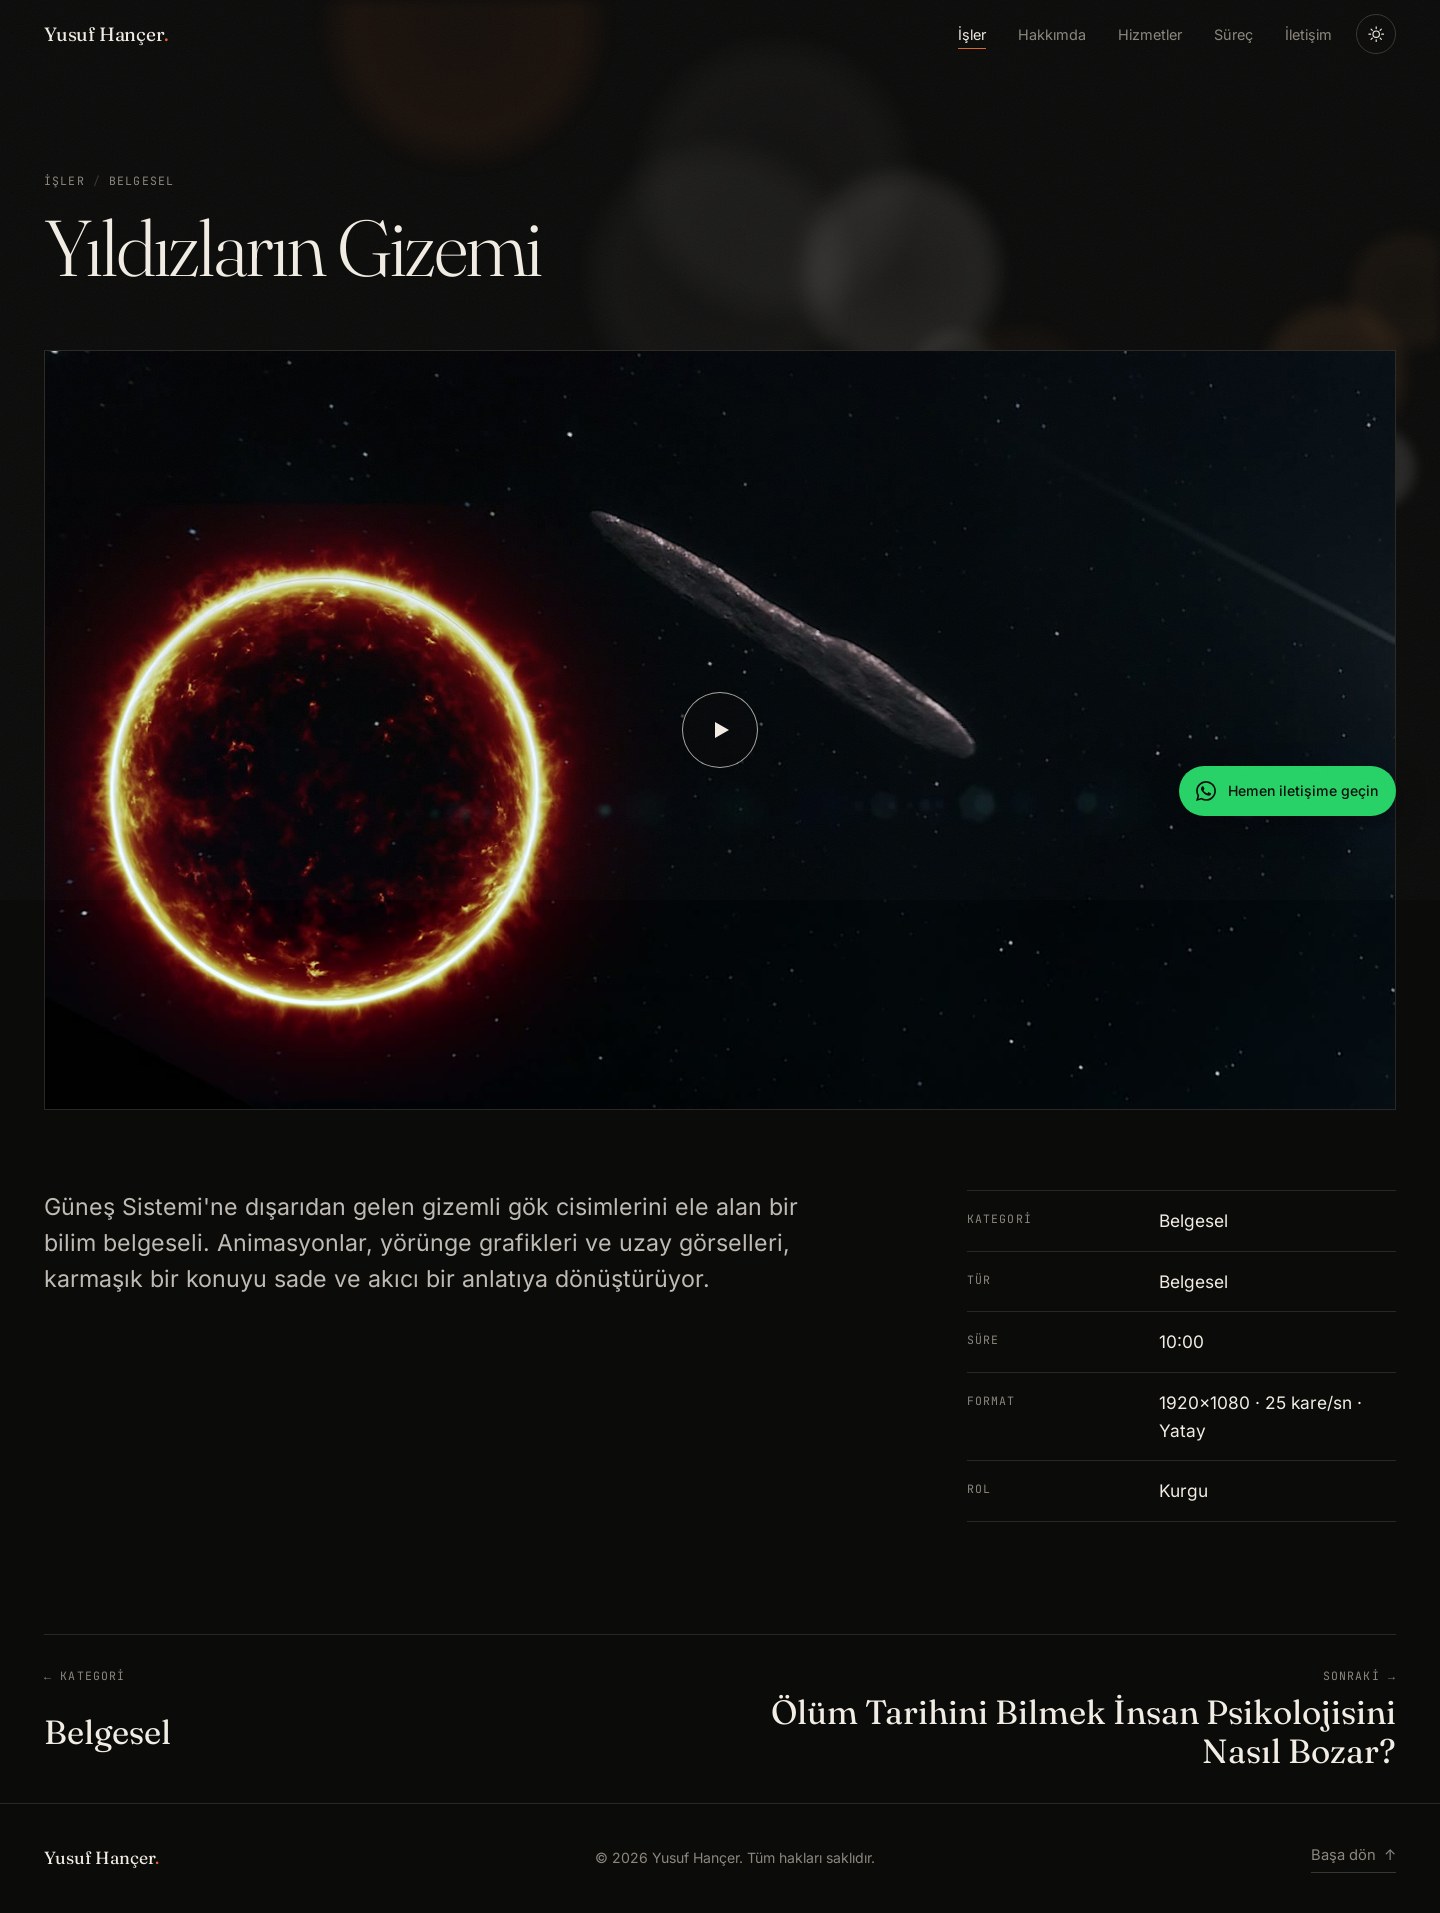 Yusuf Hançer.
İşler
Hakkımda
Hizmetler
Süreç
İletişim
İŞLER / BELGESEL
Yıldızların Gizemi
Hemen iletişime geçin
Güneş Sistemi'ne dışarıdan gelen gizemli gök cisimlerini ele alan bir
bilim belgeseli. Animasyonlar, yörünge grafikleri ve uzay görselleri,
karmaşık bir konuyu sade ve akıcı bir anlatıya dönüştürüyor.
KATEGORİ
Belgesel
TÜR
Belgesel
SÜRE
10:00
FORMAT
1920×1080 · 25 kare/sn ·
Yatay
ROL
Kurgu
← KATEGORİ
Belgesel
SONRAKİ →
Ölüm Tarihini Bilmek İnsan Psikolojisini
Nasıl Bozar?
Yusuf Hançer.
© 2026 Yusuf Hançer. Tüm hakları saklıdır.
Başa dön ↑